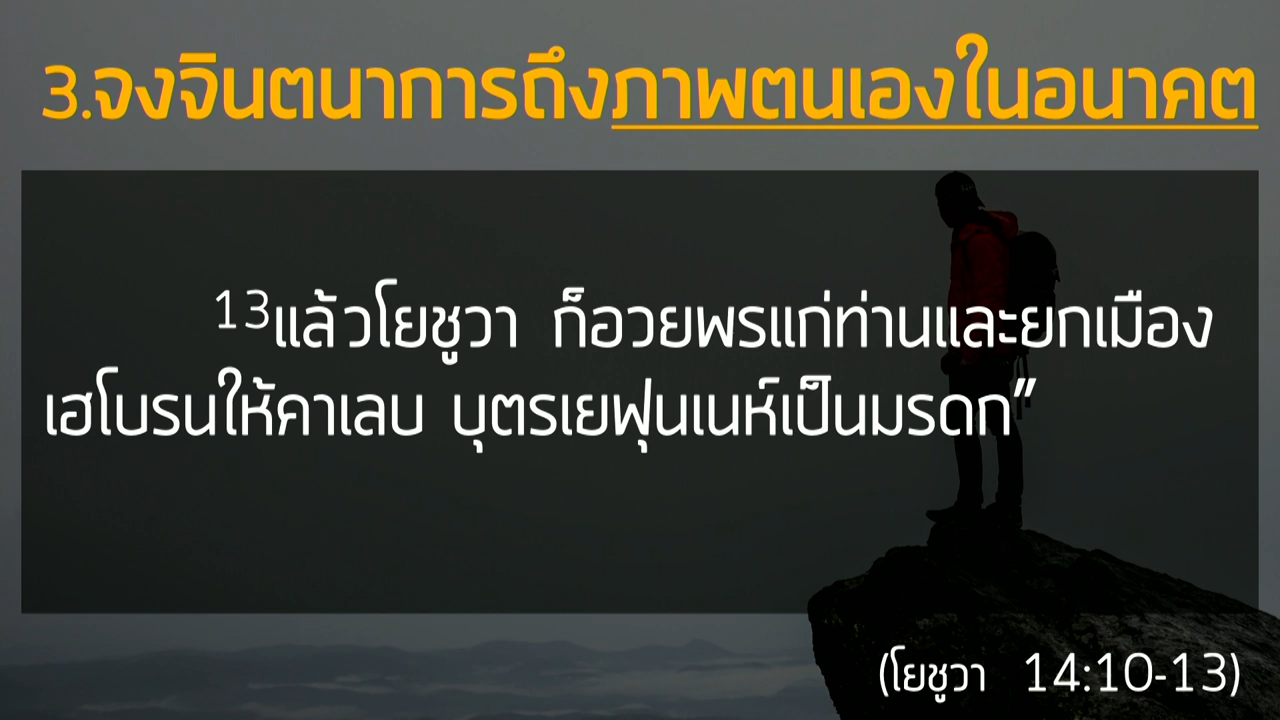 3.จงจินตนาการถึงภาพตนเองในอนาคต
13แล้วโยชูวา ก็อวยพรแก่ท่านและยกเมือง
เฮโบรนให้คาเลบ บุตรเยฟุนเนห์เป็นมรดก”
(โยชูวา 14:10-13)